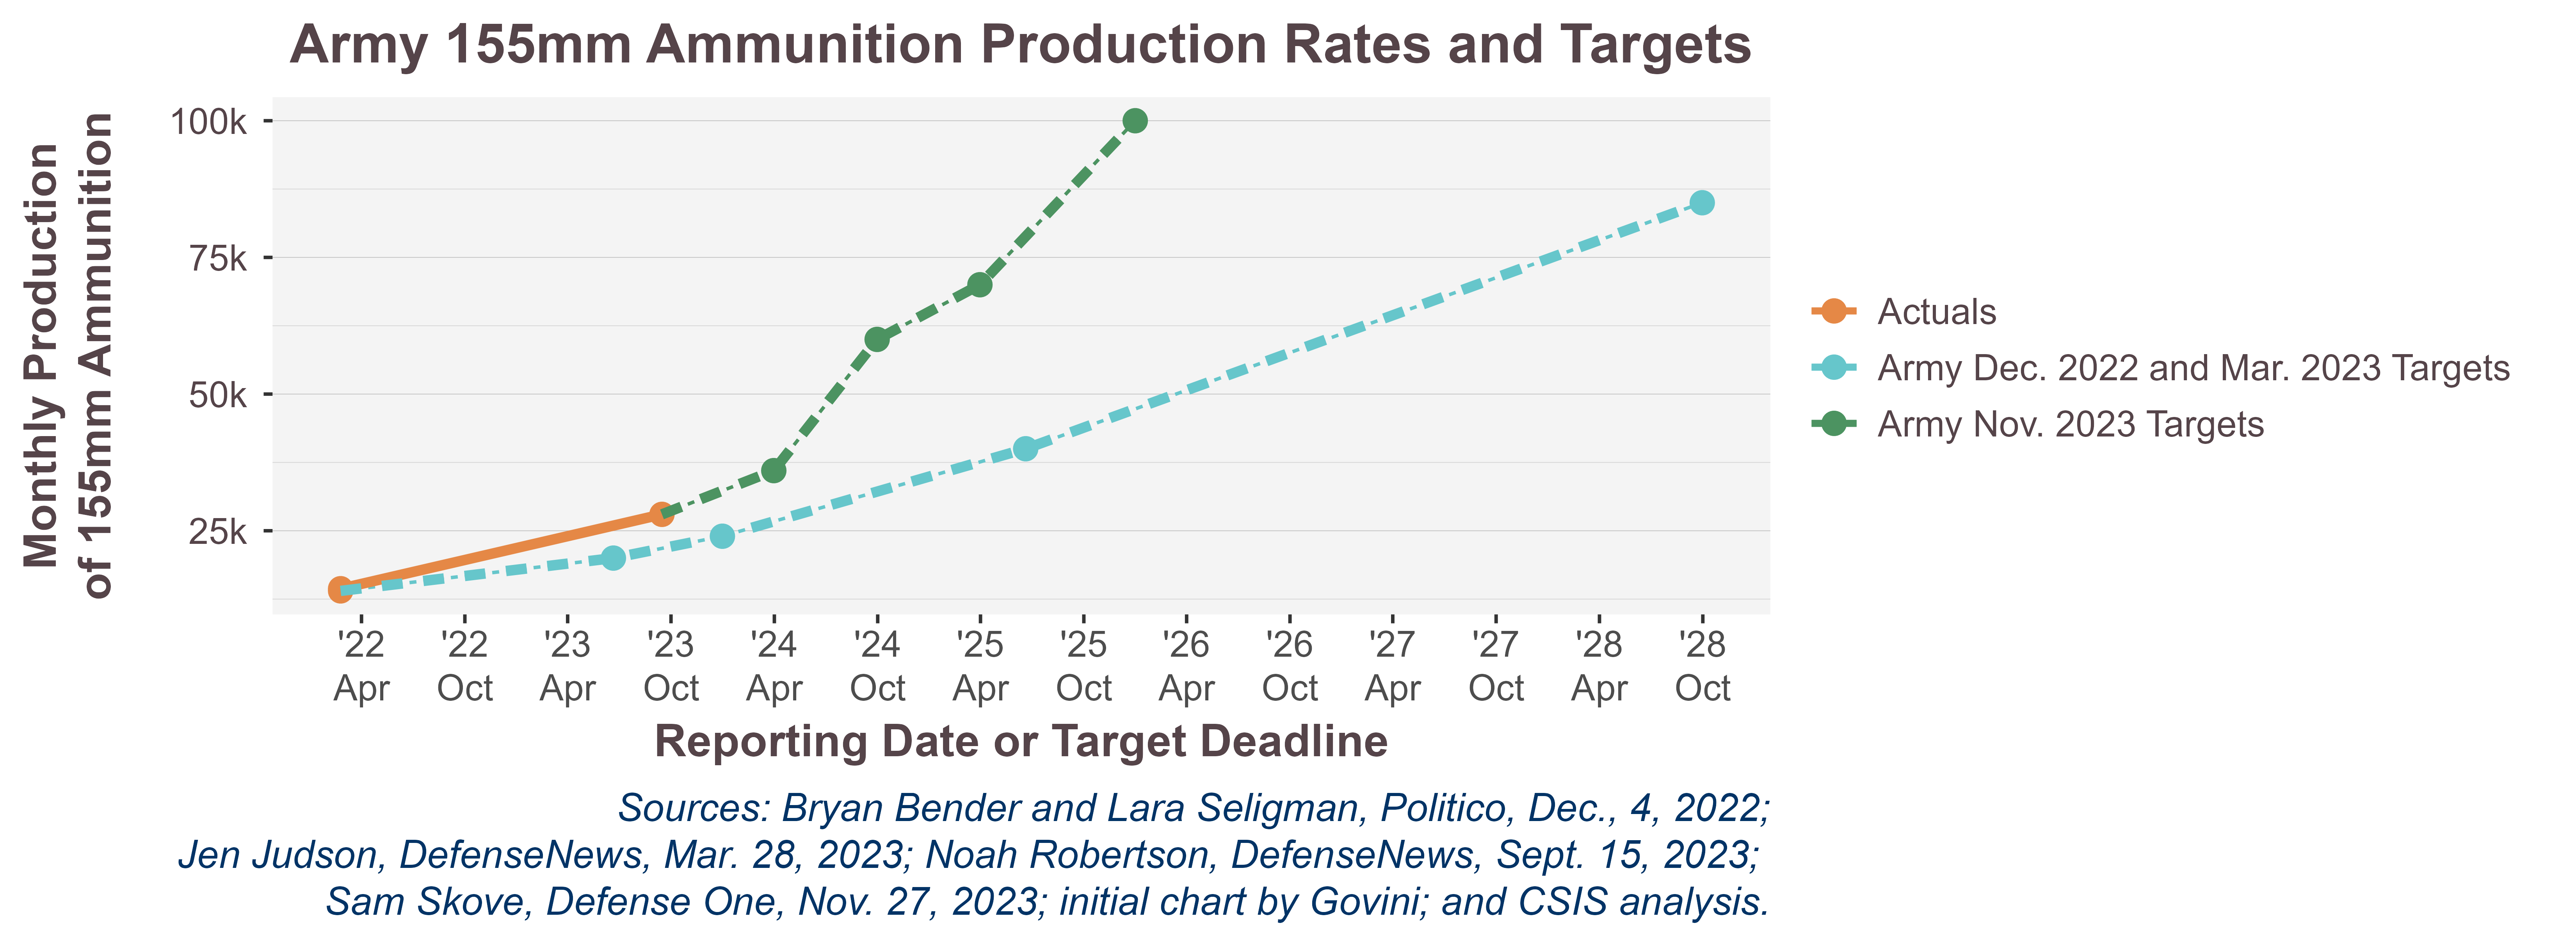 Army 155mm Ammunition Production Rates and Targets
Monthly Production
of 155mm Ammunition
100k
75k
50k
25k
'22 '22 '23 '23 '24 '24 '25 '25 '26 '26 '27 '27 '28 '28
Apr Oct Apr Oct Apr Oct Apr Oct Apr Oct Apr Oct Apr Oct
Reporting Date or Target Deadline
Actuals
Army Dec. 2022 and Mar. 2023 Targets
Army Nov. 2023 Targets
Sources: Bryan Bender and Lara Seligman, Politico, Dec., 4, 2022;
Jen Judson, DefenseNews, Mar. 28, 2023; Noah Robertson, DefenseNews, Sept. 15, 2023;
Sam Skove, Defense One, Nov. 27, 2023; initial chart by Govini; and CSIS analysis.